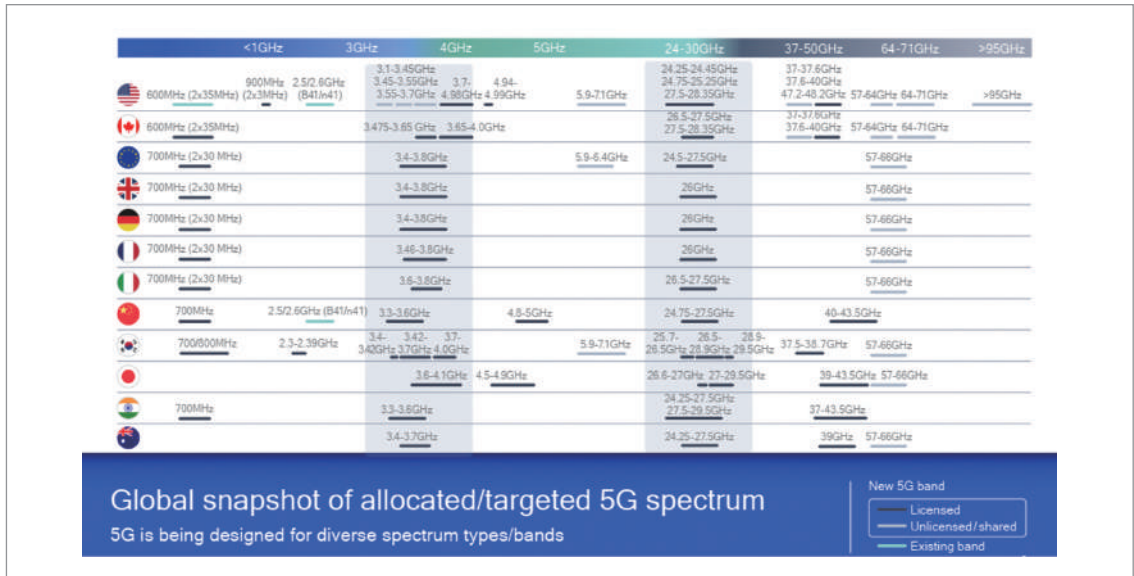 <1GHz 3GHz 4GHz 5GHz 24-30GHz 37-50GHz 64-71GHz >95GHz
3.1-3.45GHz 24.25-24.45GHz 37-37.6GHz
900MHz 2.5/2.6GHz 3.45-3.55GHz 3.7- 4.94- 24.75-25.25GHz 37.6-40GHz
600MHz (2x35MHz) (2x3MHz) (B41/n41) 3.55-3.7GHz 4.98GHz 4.99GHz 5.9-7.1GHz 27.5-28.35GHz 47.2-48.2GHz 57-64GHz 64-71GHz >95GHz
26.5-27.5GHz 37-37.6GHz
600MHz (2x35MHz) 3.475-3.65 GHz 3.65-4.0GHz 27.5-28.35GHz 37.6-40GHz 57-64GHz 64-71GHz
700MHz (2x30 MHz) 3.4-3.8GHz 5.9-6.4GHz 24.5-27.5GHz 57-66GHz
700MHz (2x30 MHz) 3.4-3.8GHz 26GHz 57-66GHz
700MHz (2x30 MHz) 3.4-3.8GHz 26GHz 57-66GHz
700MHz (2x30 MHz) 3.46-3.8GHz 26GHz 57-66GHz
700MHz (2x30 MHz) 3.6-3.8GHz 26.5-27.5GHz 57-66GHz
700MHz 2.5/2.6GHz (B41/n41) 3.3-3.6GHz 4.8-5GHz 24.75-27.5GHz 40-43.5GHz
3.4- 3.42- 3.7- 25.7- 26.5- 28.9-
700/800MHz 2.3-2.39GHz 3.42GHz 3.7GHz 4.0GHz 5.9-7.1GHz 26.5GHz 28.9GHz 29.5GHz 37.5-38.7GHz 57-66GHz
3.6-4.1GHz 4.5-4.9GHz 26.6-27GHz 27-29.5GHz 39-43.5GHz 57-66GHz
24.25-27.5GHz
700MHz 3.3-3.6GHz 27.5-29.5GHz 37-43.5GHz
3.4-3.7GHz 24.25-27.5GHz 39GHz 57-66GHz
Global snapshot of allocated/targeted 5G spectrum
5G is being designed for diverse spectrum types/bands
New 5G band
Licensed
Unlicensed/shared
Existing band